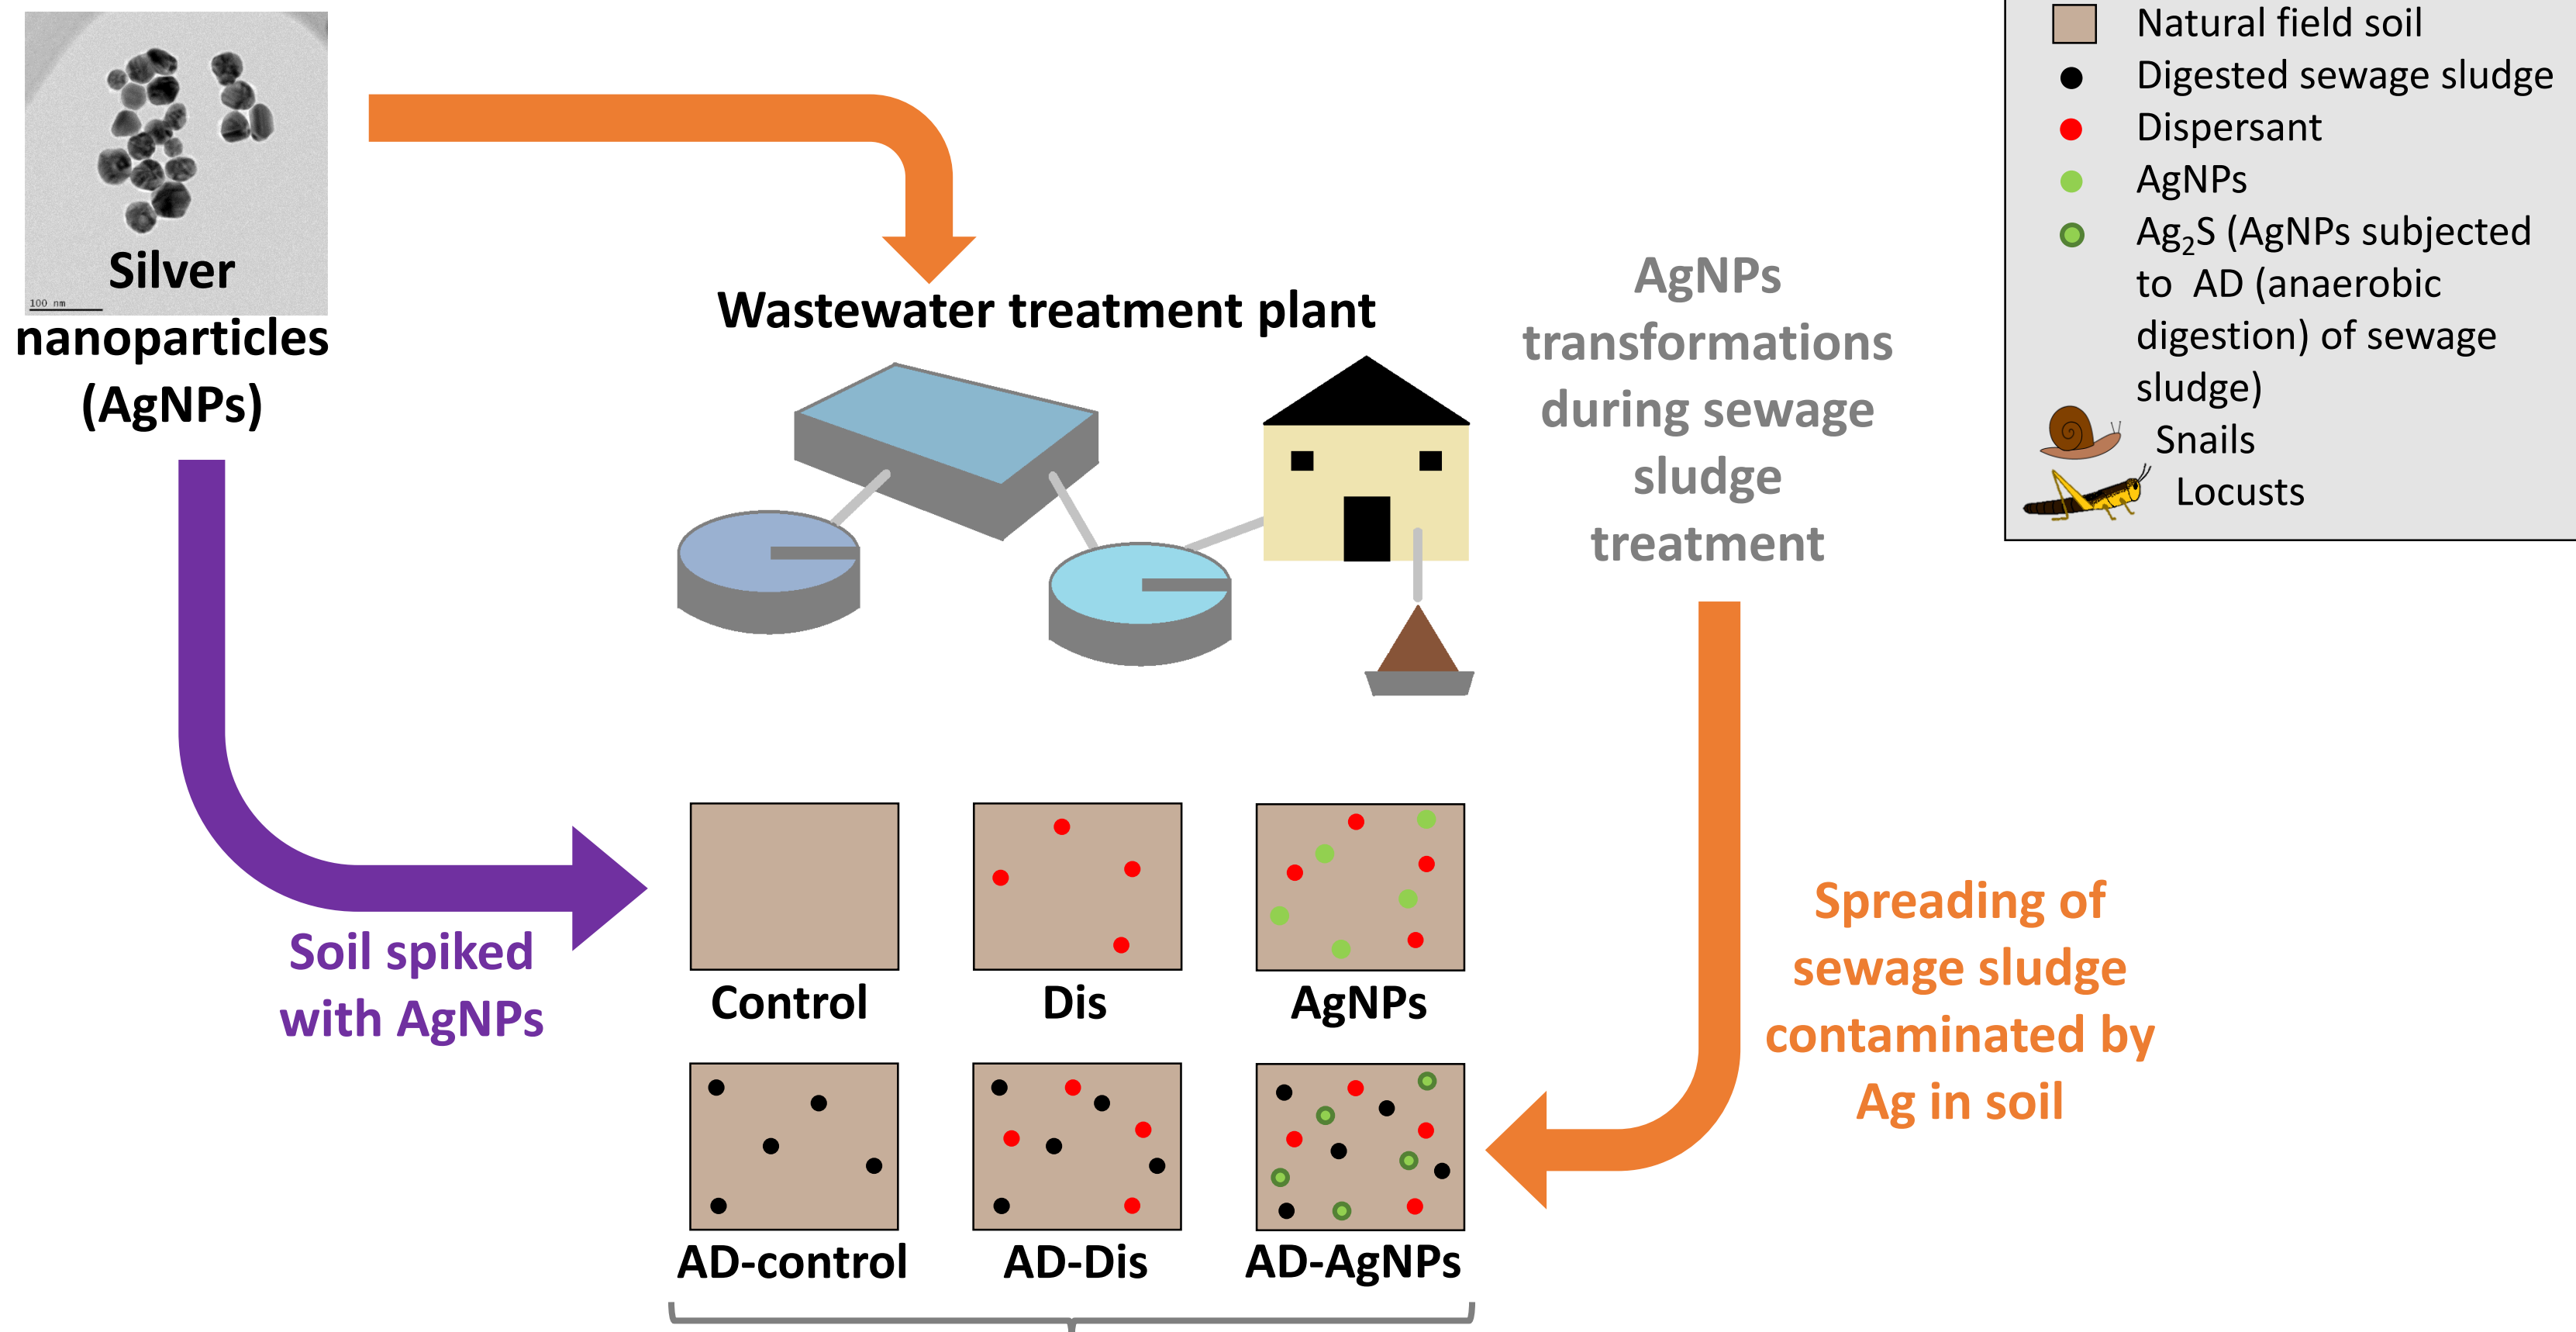 Silver
100 nm
nanoparticles
(AgNPs)
Wastewater treatment plant
AgNPs
transformations
during sewage
sludge
treatment
Natural field soil
Digested sewage sludge
Dispersant
AgNPs
Ag₂S (AgNPs subjected
to AD (anaerobic
digestion) of sewage
sludge)
Snails
Locusts
Soil spiked
with AgNPs
Control
Dis
AgNPs
AD-control
AD-Dis
AD-AgNPs
Spreading of
sewage sludge
contaminated by
Ag in soil